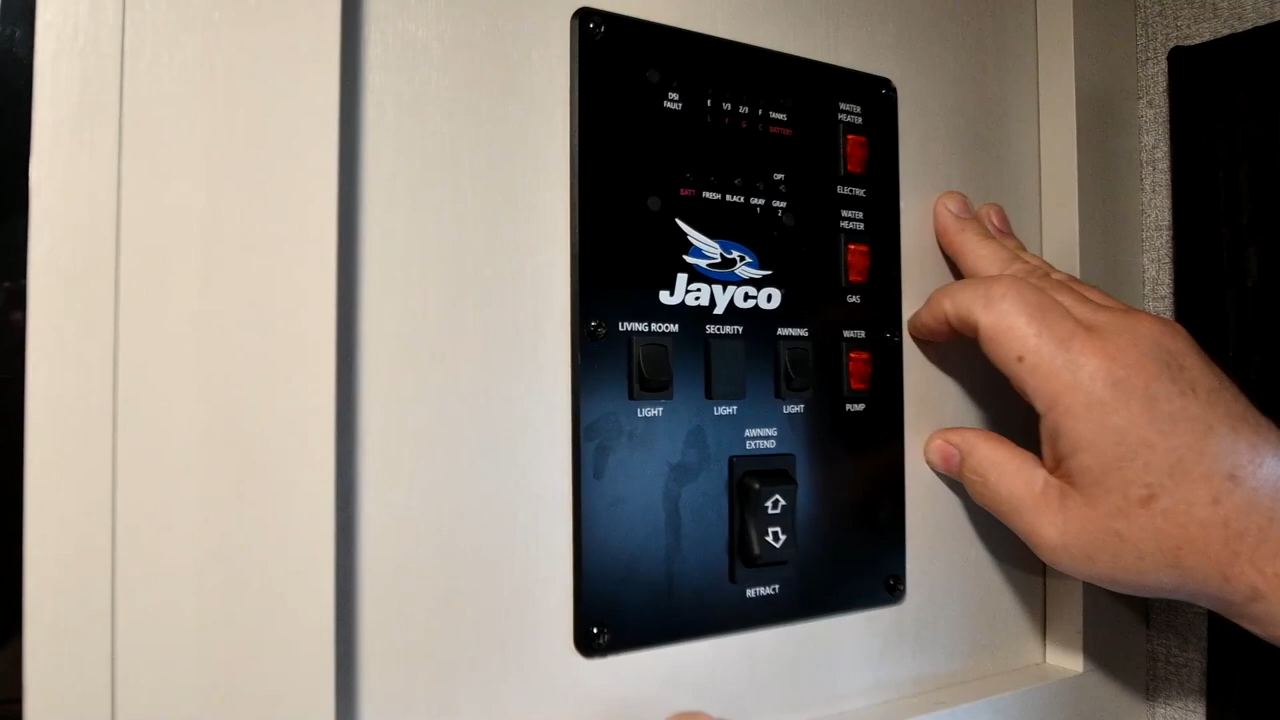 DSI
FAULT
E 1/3 2/3 F TANKS
L F G C BATTERY
WATER
HEATER
ELECTRIC
OPT
BATT FRESH BLACK GRAY
1 GRAY
2
WATER
HEATER
GAS
Jayco
LIVING ROOM SECURITY AWNING WATER
LIGHT LIGHT LIGHT PUMP
AWNING
EXTEND
RETRACT